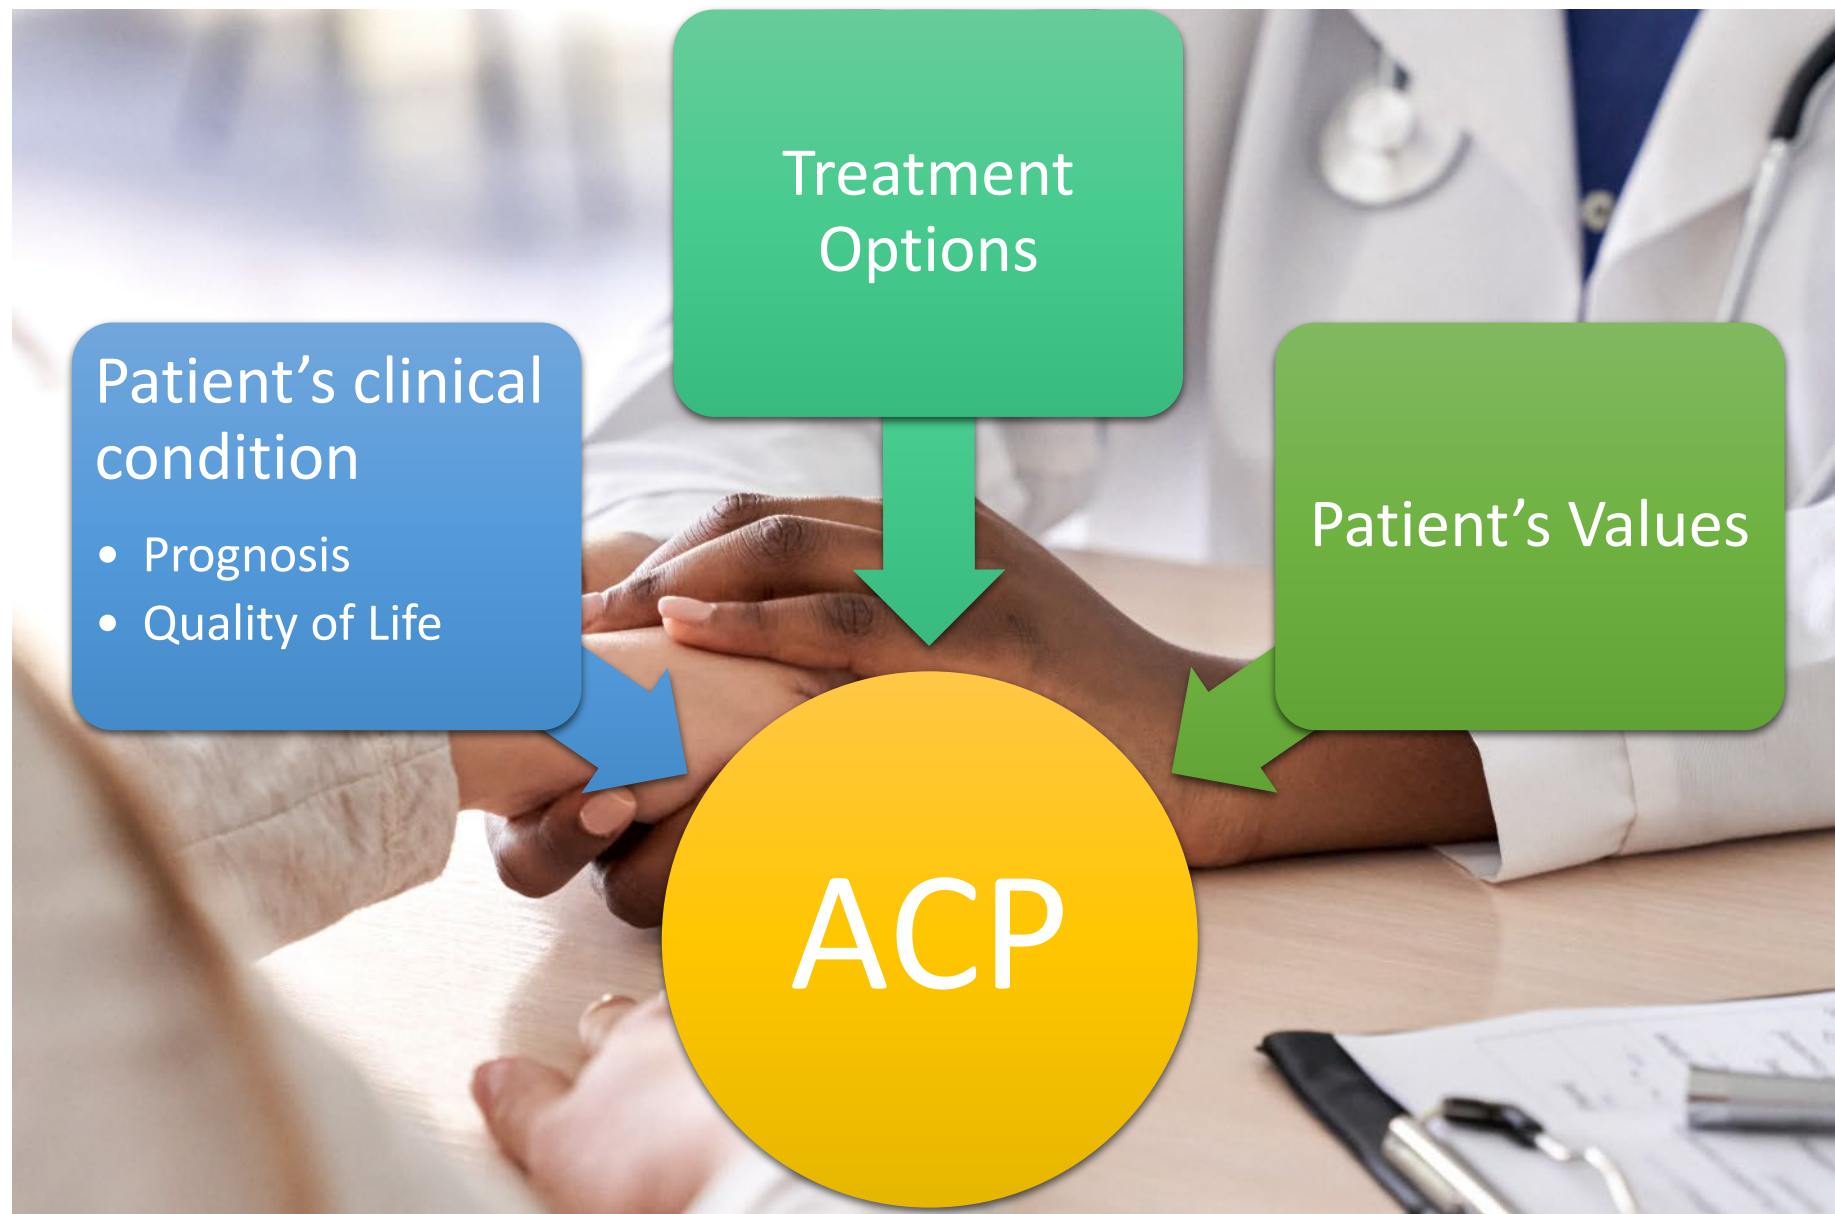 Treatment
Options
Patient’s clinical
condition
• Prognosis
• Quality of Life
Patient’s Values
ACP